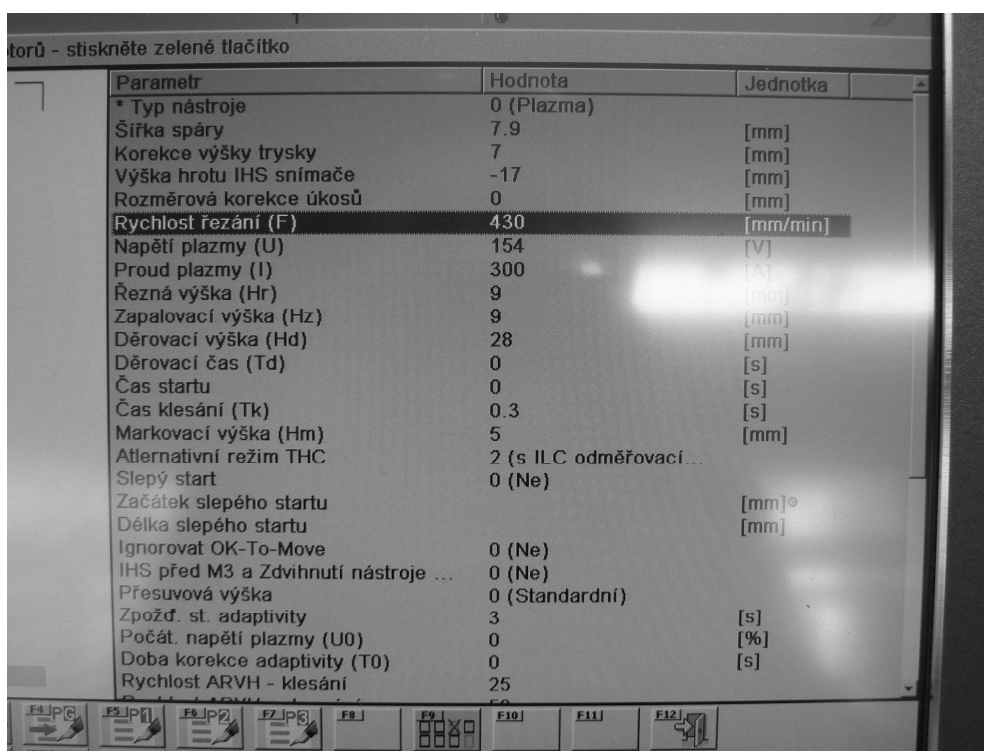 torů - stiskněte zelené tlačítko
Parametr Hodnota Jednotka
* Typ nástroje 0 (Plazma)
Šířka spáry 7.9 [mm]
Korekce výšky trysky 7 [mm]
Výška hrotu IHS snímače -17 [mm]
Rozměrová korekce úkosů 0 [mm]
Rychlost řezání (F) 430 [mm/min]
Napětí plazmy (U) 154 [V]
Proud plazmy (I) 300 [A]
Řezná výška (Hr) 9 [mm]
Zapalovací výška (Hz) 9 [mm]
Děrovací výška (Hd) 28 [mm]
Děrovací čas (Td) 0 [s]
Čas startu 0 [s]
Čas klesání (Tk) 0.3 [s]
Markovací výška (Hm) 5 [mm]
Atlernativní režim THC 2 (s ILC odměřovací...
Slepý start 0 (Ne)
Začátek slepého startu [mm]
Délka slepého startu [mm]
Ignorovat OK-To-Move 0 (Ne)
IHS před M3 a Zdvihnutí nástroje ... 0 (Ne)
Přesuvová výška 0 (Standardní)
Zpožď. st. adaptivity 3 [s]
Počát. napětí plazmy (U0) 0 [%]
Doba korekce adaptivity (T0) 0 [s]
Rychlost ARVH - klesání 25
F4 PG F5 P1 F6 P2 F7 P3 F8 F9 F10 F11 F12